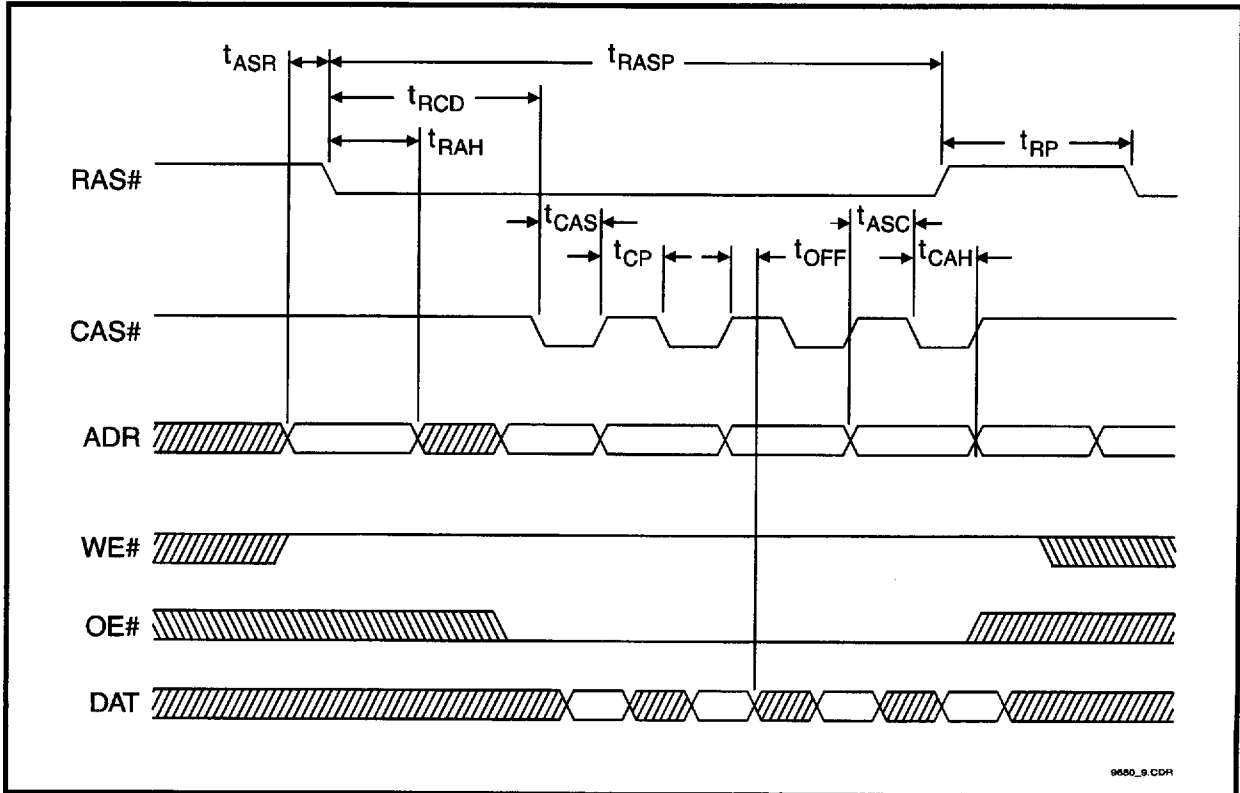 tASR
tRASP
tRCD
tRAH
tRP
RAS#
tCAS
tASC
tCP
tOFF
tCAH
CAS#
ADR
WE#
OE#
DAT
9680_9.CDR